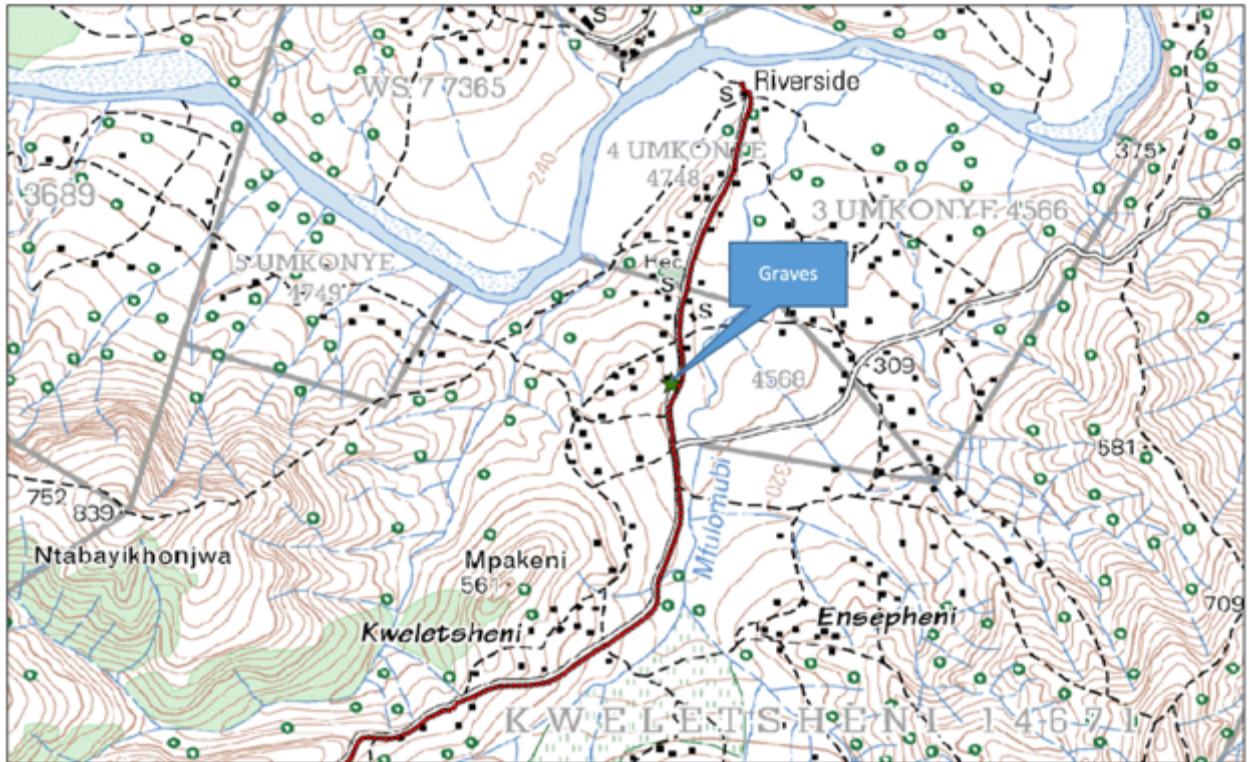 S
WS 7 7365
Riverside
S
240
4 UMKONYE
4748
375
3689
3 UMKONYE 4566
5 UMKONYE
4749
Rec
S
Graves
S
309
4568
581
320
Mfulomubi
752
839
Ntabayikhonjwa
Mpakeni
561
709
Kweletsheni
Ensepheni
KWELETSHENI 14671